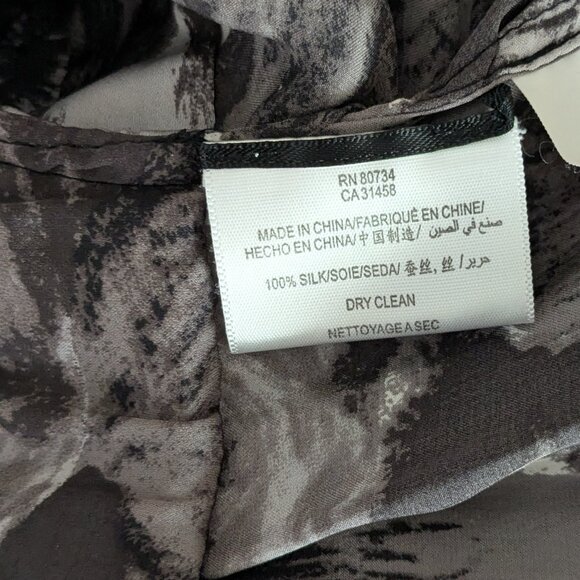 RN 80734
CA 31458
MADE IN CHINA/FABRIQUÉ EN CHINE/
HECHO EN CHINA/中国制造/ صنع في الصين/
100% SILK/SOIE/SEDA/ 蚕丝, 丝 / حرير/
DRY CLEAN
NETTOYAGE A SEC